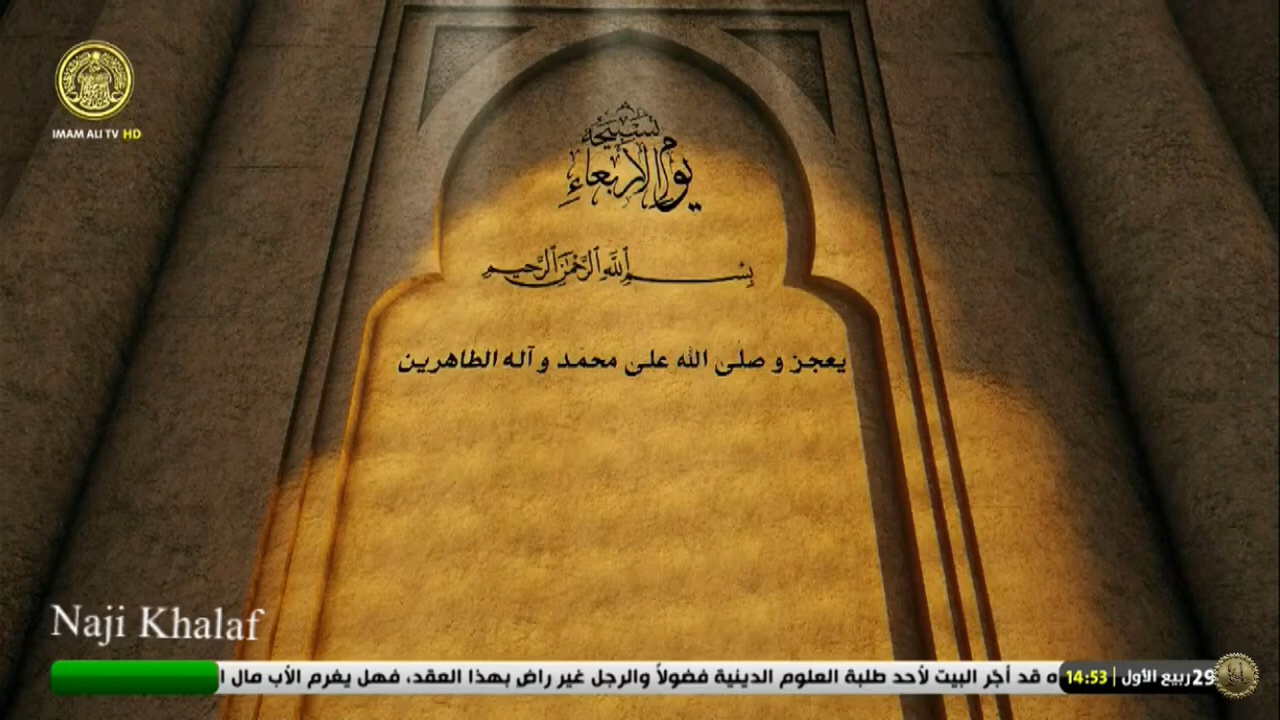 IMAM ALI TV HD
تسبيحة
يوم الأربعاء
بسم الله الرحمن الرحيم
يعجز و صلى الله على محمد و آله الطاهرين
Naji Khalaf
29 ربيع الأول | 14:53
ه قد أجّر البيت لأحد طلبة العلوم الدينية فضولاً والرجل غير راض بهذا العقد، فهل يغرم الأب مال ا